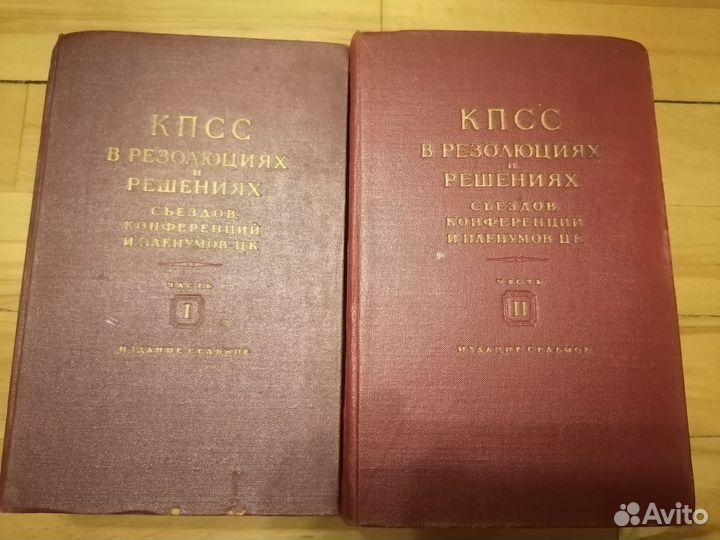 КПСС
В РЕЗОЛЮЦИЯХ
И
РЕШЕНИЯХ
СЪЕЗДОВ,
КОНФЕРЕНЦИЙ
И ПЛЕНУМОВ ЦК
ЧАСТЬ
I
ИЗДАНИЕ СЕДЬМОЕ
КПСС
В РЕЗОЛЮЦИЯХ
И
РЕШЕНИЯХ
СЪЕЗДОВ,
КОНФЕРЕНЦИЙ
И ПЛЕНУМОВ ЦК
ЧАСТЬ
II
ИЗДАНИЕ СЕДЬМОЕ
Avito